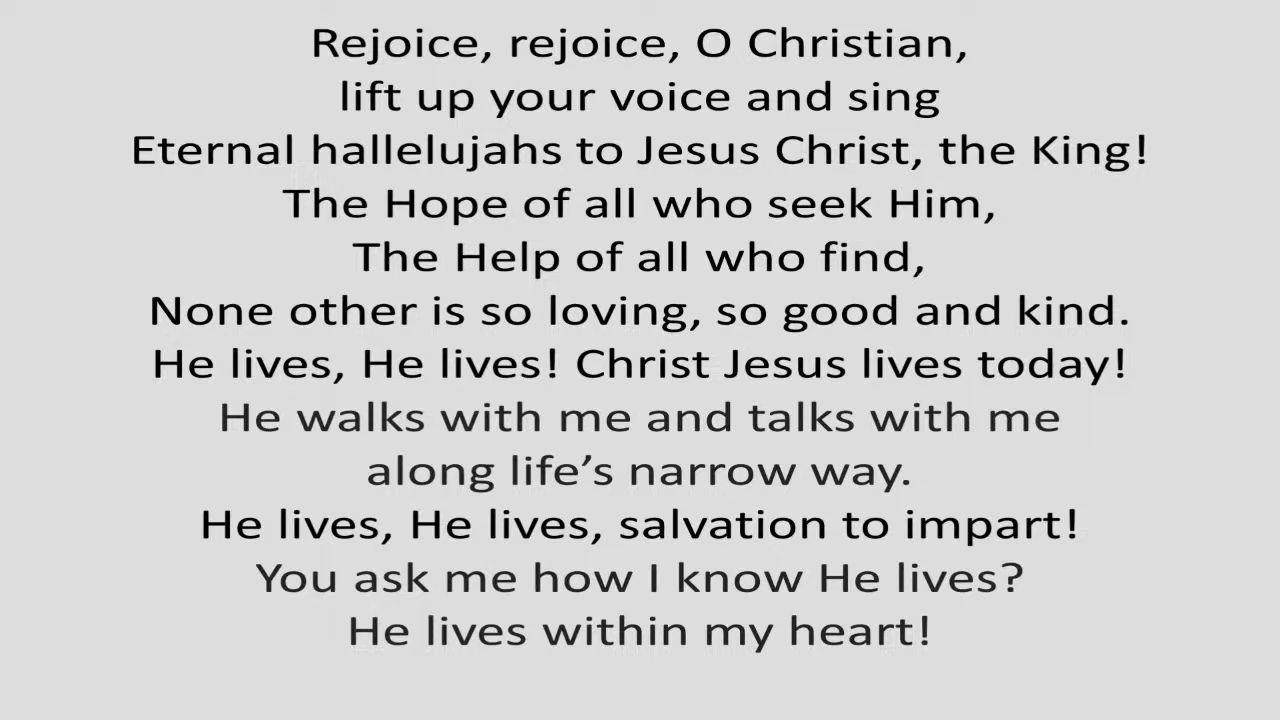 Rejoice, rejoice, O Christian,
lift up your voice and sing
Eternal hallelujahs to Jesus Christ, the King!
The Hope of all who seek Him,
The Help of all who find,
None other is so loving, so good and kind.
He lives, He lives! Christ Jesus lives today!
He walks with me and talks with me
along life’s narrow way.
He lives, He lives, salvation to impart!
You ask me how I know He lives?
He lives within my heart!